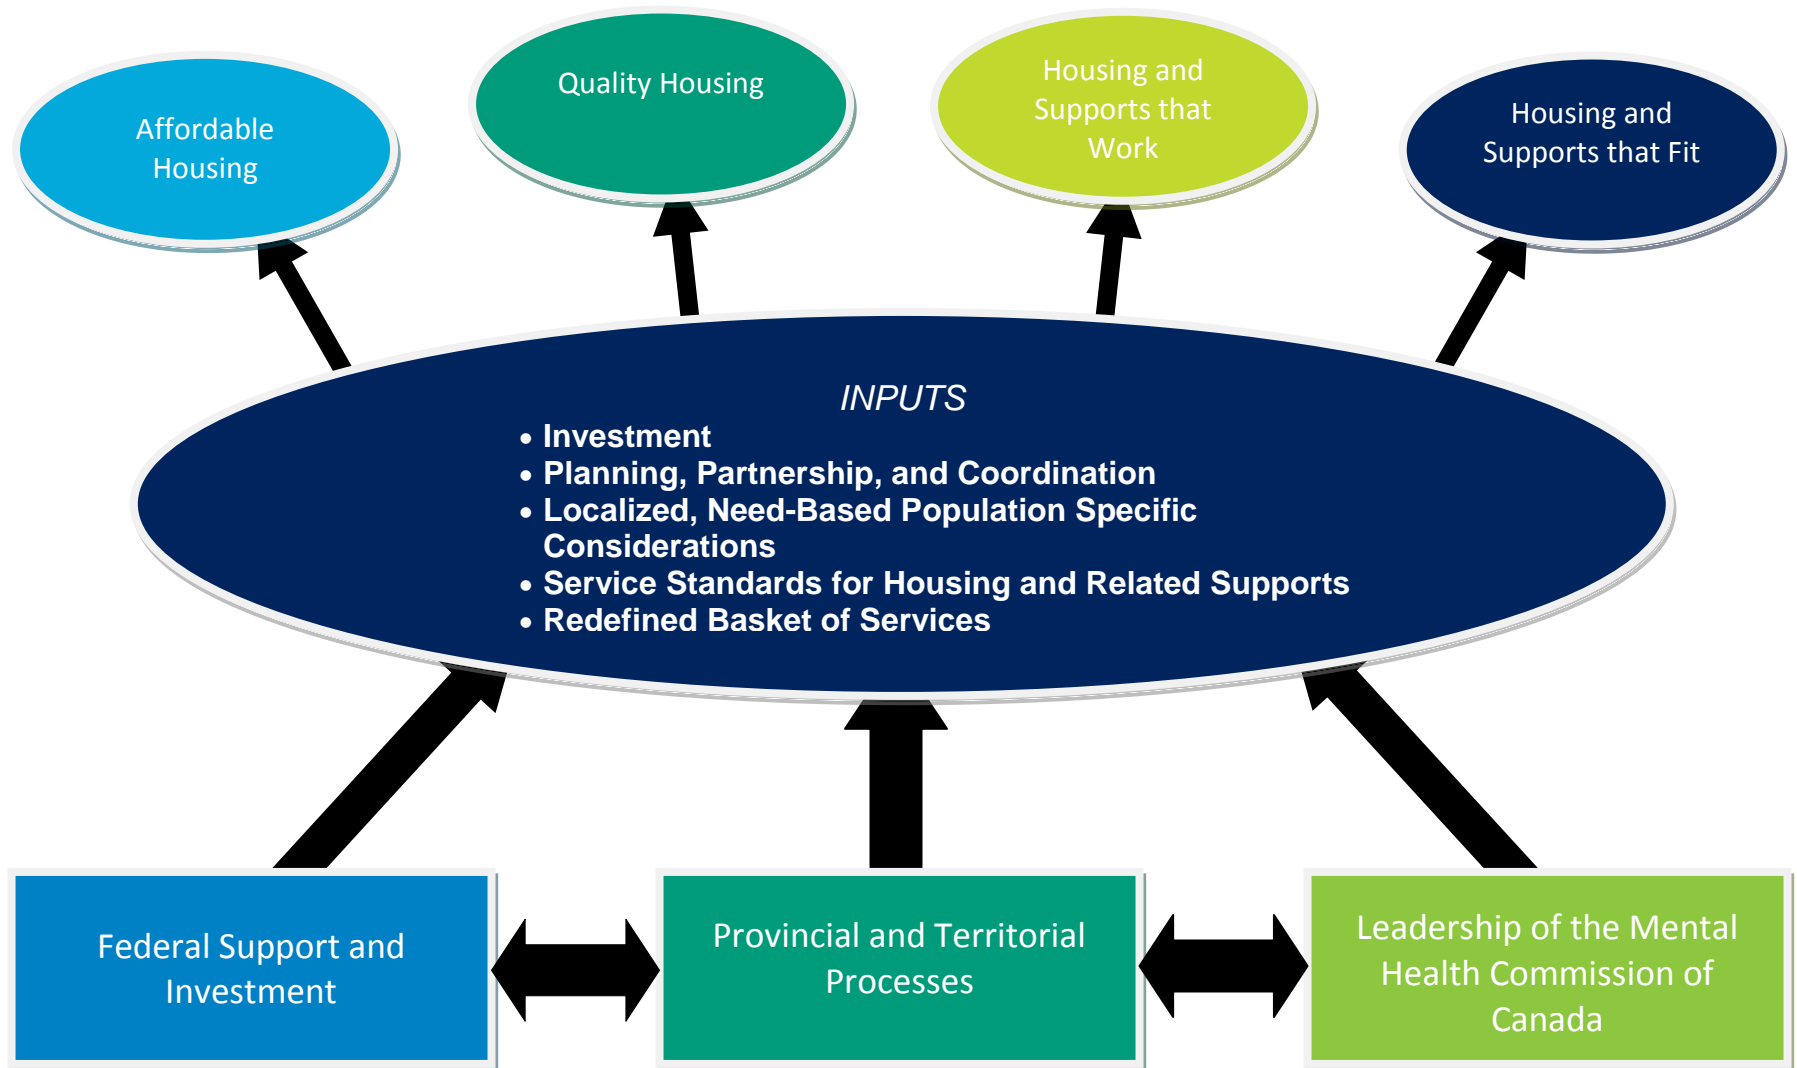 Affordable
Housing
Quality Housing
Housing and
Supports that
Work
Housing and
Supports that Fit
INPUTS
• Investment
• Planning, Partnership, and Coordination
• Localized, Need-Based Population Specific
Considerations
• Service Standards for Housing and Related Supports
• Redefined Basket of Services
Federal Support and
Investment
Provincial and Territorial
Processes
Leadership of the Mental
Health Commission of
Canada